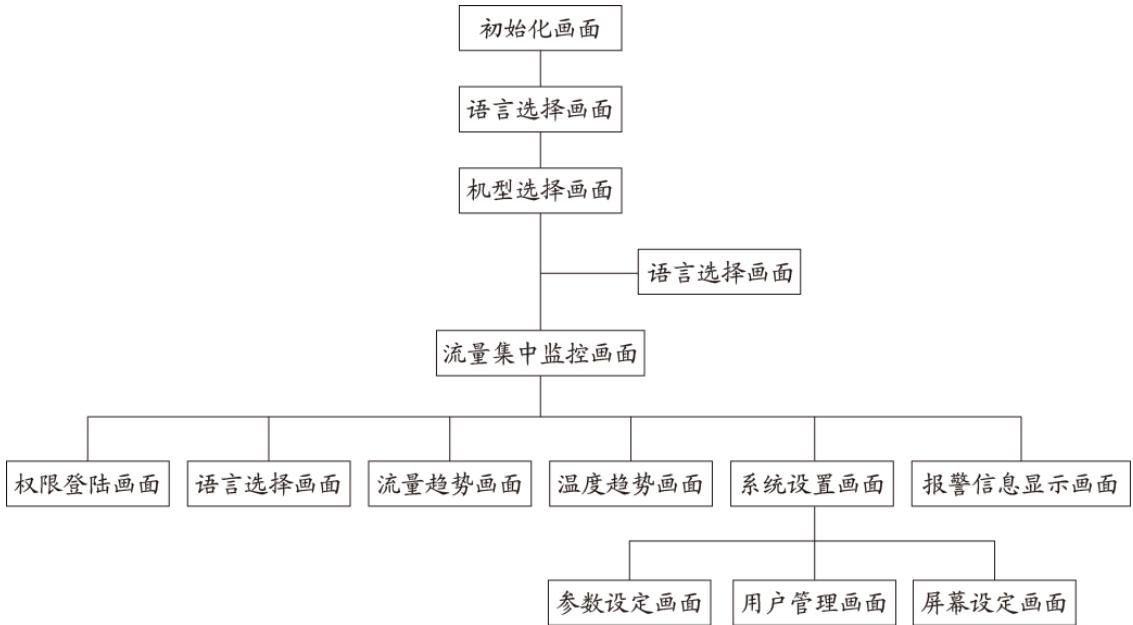 初始化画面
语言选择画面
机型选择画面
语言选择画面
流量集中监控画面
权限登陆画面
语言选择画面
流量趋势画面
温度趋势画面
系统设置画面
报警信息显示画面
参数设定画面
用户管理画面
屏幕设定画面